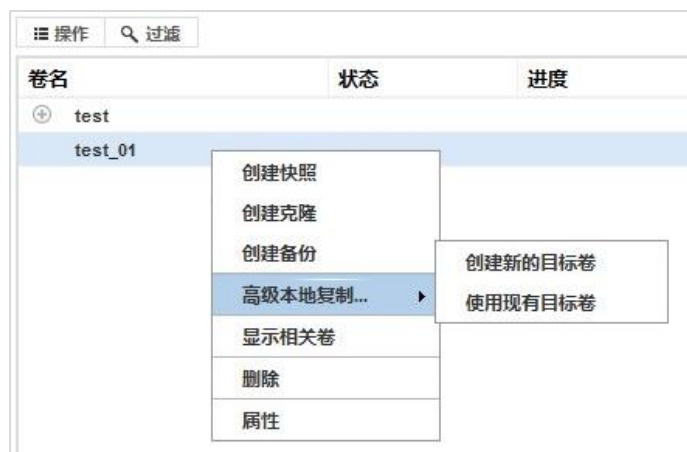 操作 过滤
卷名 状态 进度
test
test_01
创建快照
创建克隆
创建备份
高级本地复制...
显示相关卷
删除
属性
创建新的目标卷
使用现有目标卷